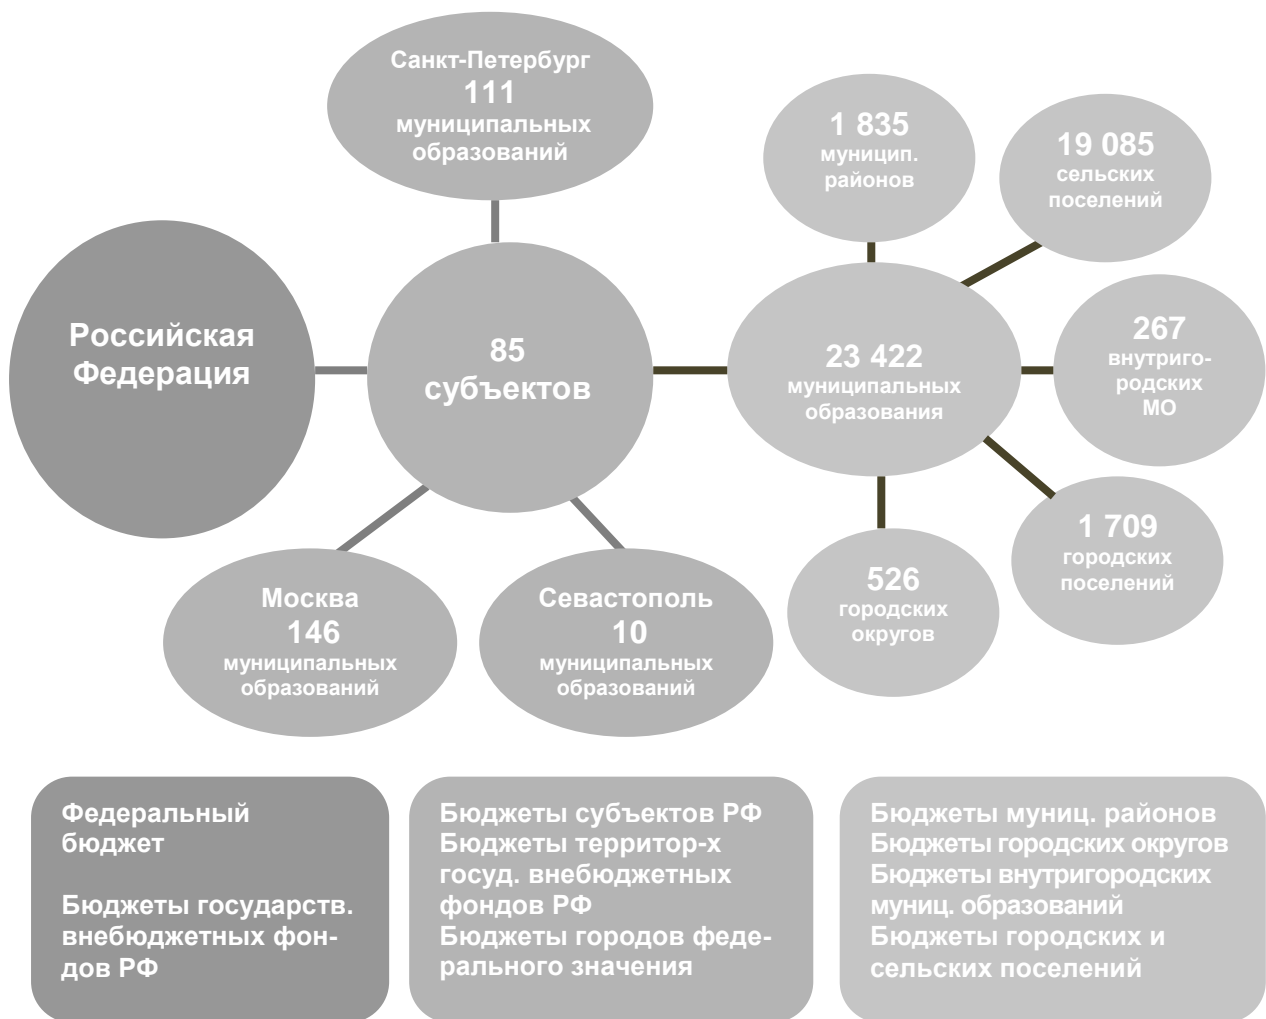 Санкт-Петербург
111
муниципальных
образований
1 835
муницип.
районов
19 085
сельских
поселений
Российская
Федерация
85
субъектов
23 422
муниципальных
образования
267
внутриго-
родских
МО
1 709
городских
поселений
526
городских
округов
Москва
146
муниципальных
образований
Севастополь
10
муниципальных
образований
Федеральный
бюджет
Бюджеты государств.
внебюджетных фон-
дов РФ
Бюджеты субъектов РФ
Бюджеты территор-х
госуд. внебюджетных
фондов РФ
Бюджеты городов феде-
рального значения
Бюджеты муниц. районов
Бюджеты городских округов
Бюджеты внутригородских
муниц. образований
Бюджеты городских и
сельских поселений